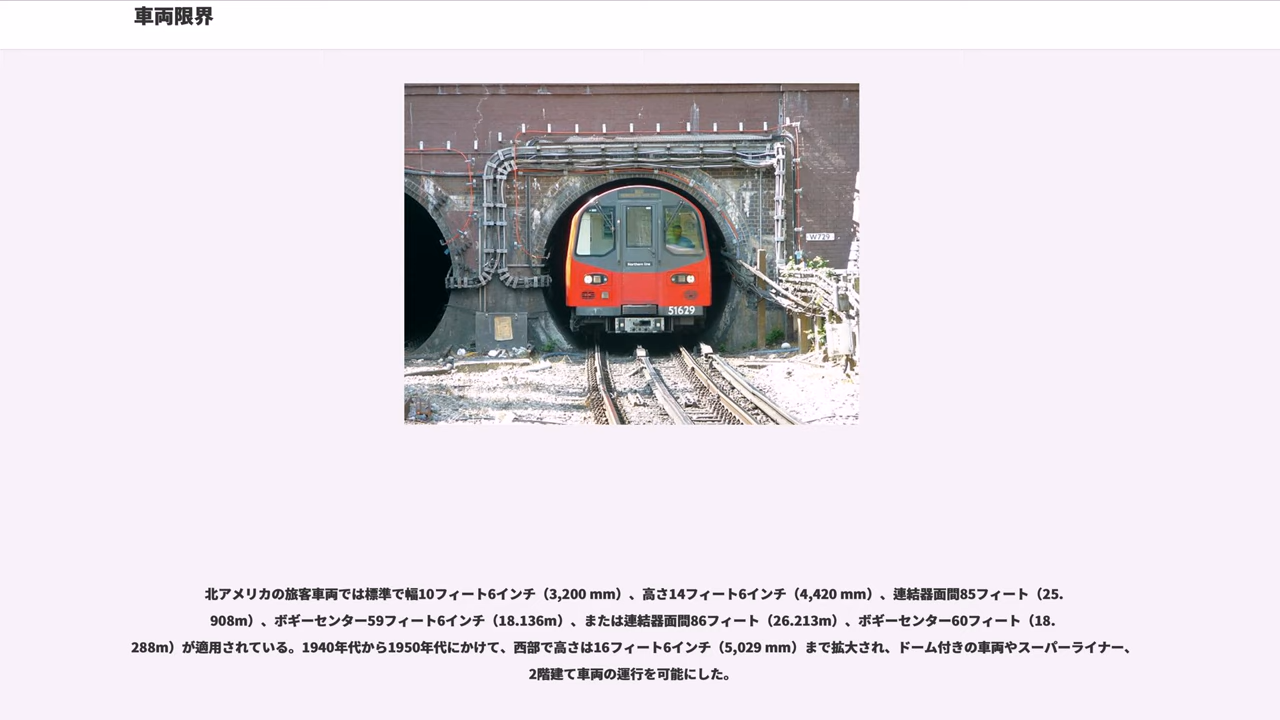 車両限界
W729
Northern line
51629
北アメリカの旅客車両では標準で幅10フィート6インチ（3,200 mm）、高さ14フィート6インチ（4,420 mm）、連結器面間85フィート（25.
908m）、ボギーセンター59フィート6インチ（18.136m）、または連結器面間86フィート（26.213m）、ボギーセンター60フィート（18.
288m）が適用されている。1940年代から1950年代にかけて、西部で高さは16フィート6インチ（5,029 mm）まで拡大され、ドーム付きの車両やスーパーライナー、
2階建て車両の運行を可能にした。